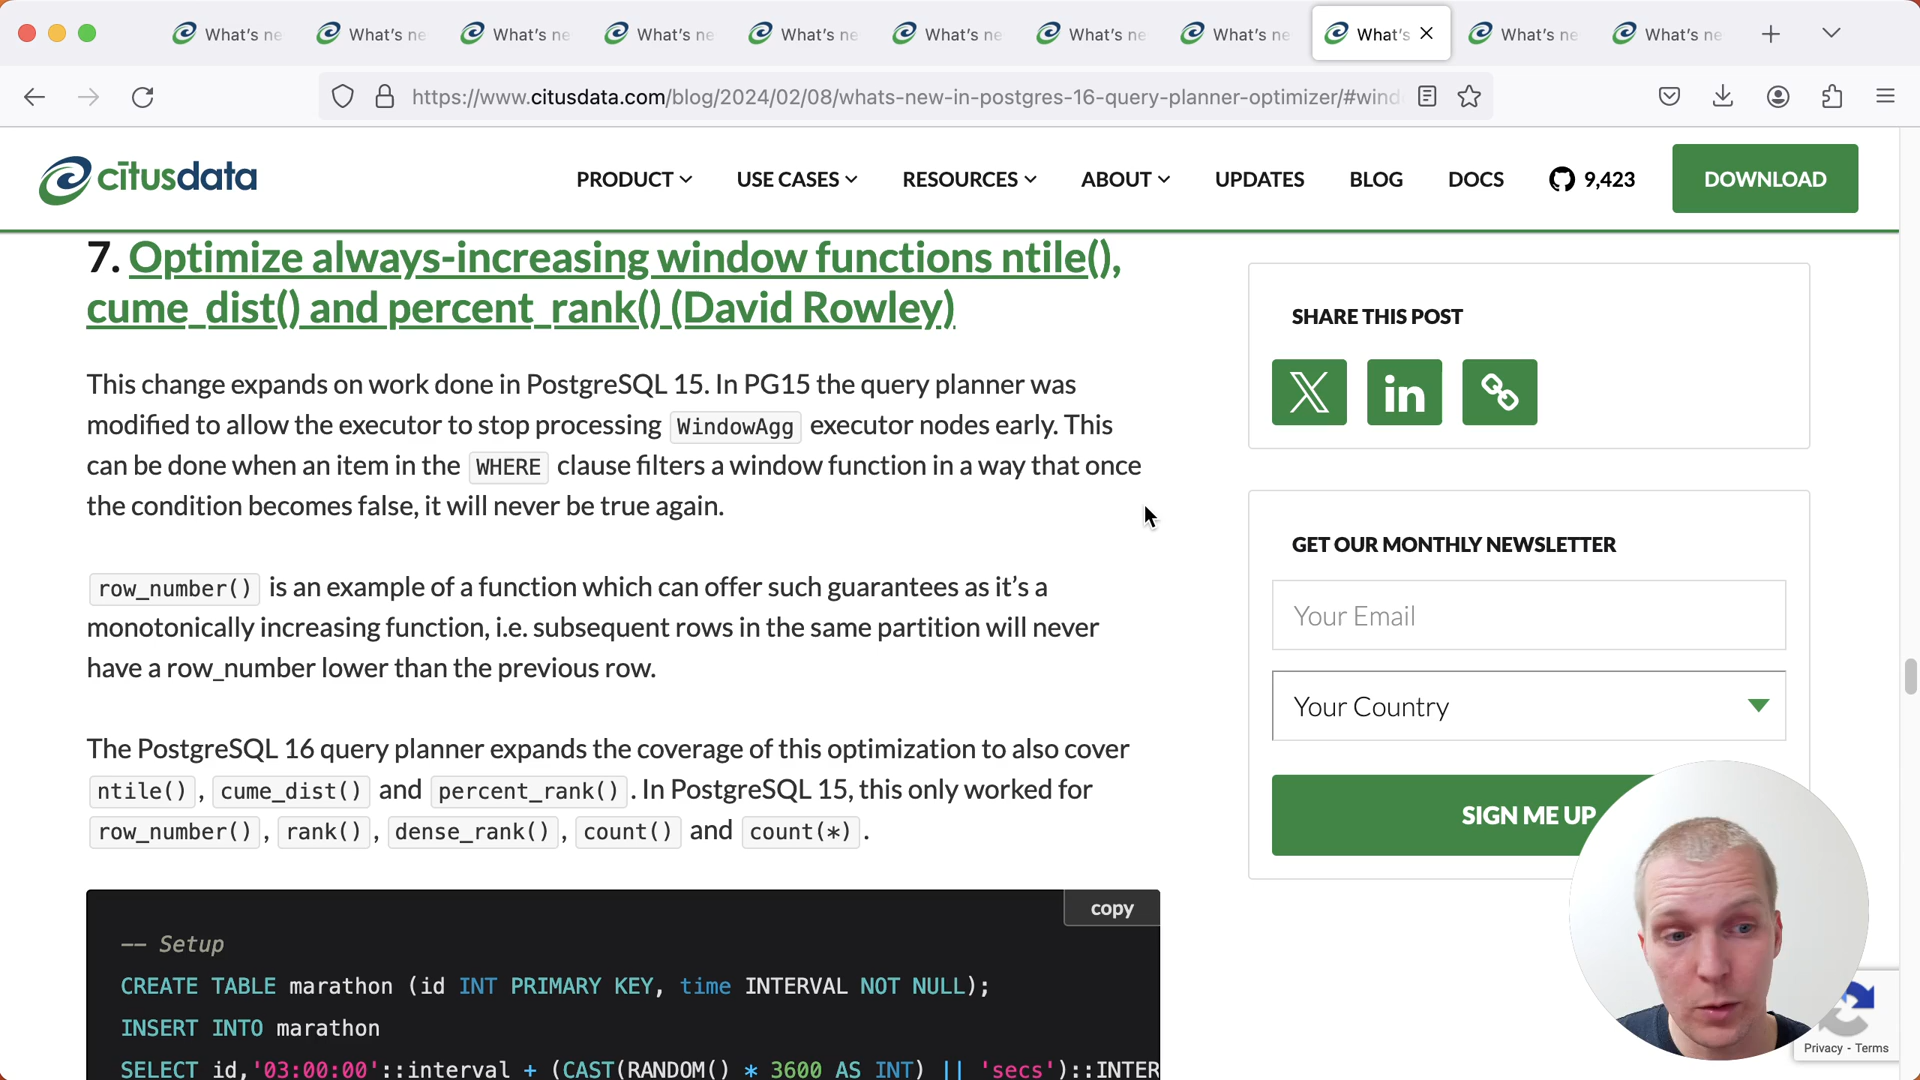 What's ne
What's ne
What's ne
What's ne
What's ne
What's ne
What's ne
What's ne
What's
What's ne
What's ne
https://www.citusdata.com/blog/2024/02/08/whats-new-in-postgres-16-query-planner-optimizer/#wind
citusdata
PRODUCT
USE CASES
RESOURCES
ABOUT
UPDATES
BLOG
DOCS
9,423
DOWNLOAD
7. Optimize always-increasing window functions ntile(),
cume_dist() and percent_rank() (David Rowley)
This change expands on work done in PostgreSQL 15. In PG15 the query planner was
modified to allow the executor to stop processing WindowAgg executor nodes early. This
can be done when an item in the WHERE clause filters a window function in a way that once
the condition becomes false, it will never be true again.
row_number() is an example of a function which can offer such guarantees as it's a
monotonically increasing function, i.e. subsequent rows in the same partition will never
have a row_number lower than the previous row.
The PostgreSQL 16 query planner expands the coverage of this optimization to also cover
ntile(), cume_dist() and percent_rank(). In PostgreSQL 15, this only worked for
row_number(), rank(), dense_rank(), count() and count(*).
copy
-- Setup
CREATE TABLE marathon (id INT PRIMARY KEY, time INTERVAL NOT NULL);
INSERT INTO marathon
SELECT id,'03:00:00'::interval + (CAST(RANDOM() * 3600 AS INT) || 'secs')::INTER
SHARE THIS POST
in
GET OUR MONTHLY NEWSLETTER
Your Email
Your Country
SIGN ME UP
Privacy - Terms